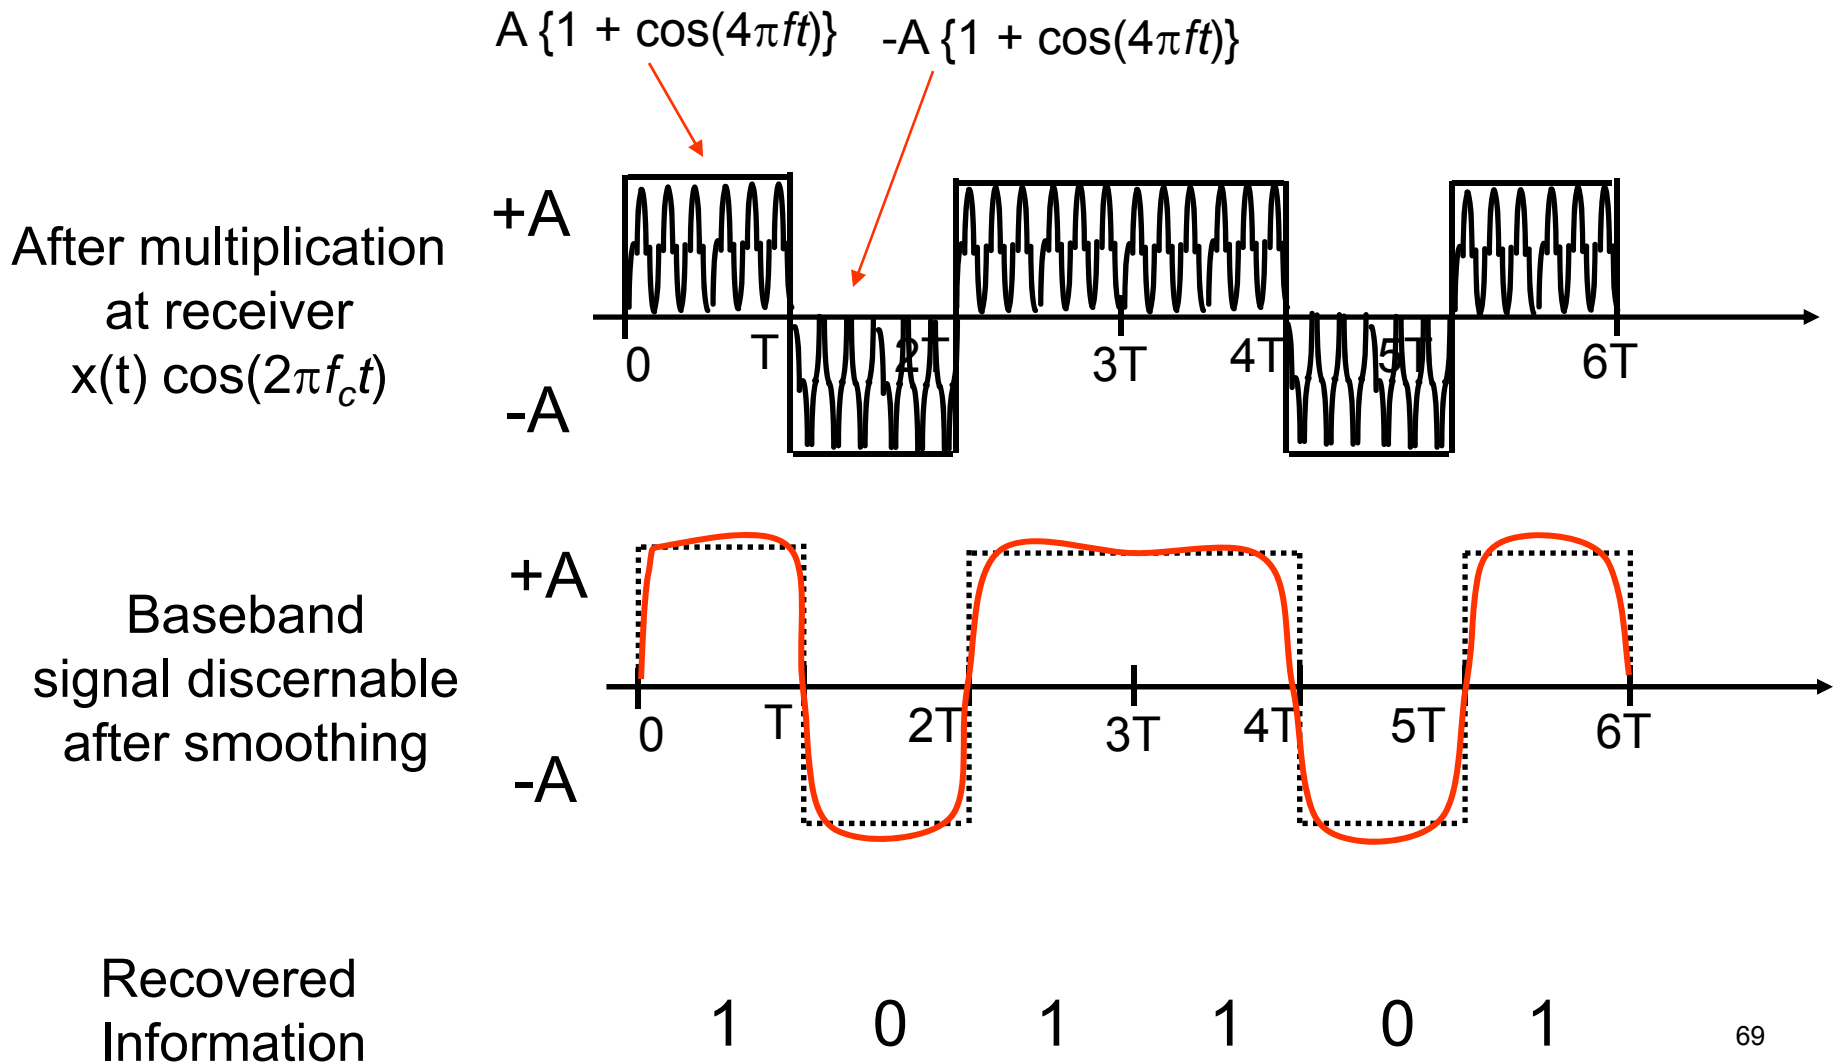 A {1 + cos(4πft)} -A {1 + cos(4πft)}
+A
After multiplication
at receiver
x(t) cos(2πf_c t)
0 T 2T 3T 4T 5T 6T
-A
+A
Baseband
signal discernable
after smoothing
0 T 2T 3T 4T 5T 6T
-A
Recovered
Information
1 0 1 1 0 1
69